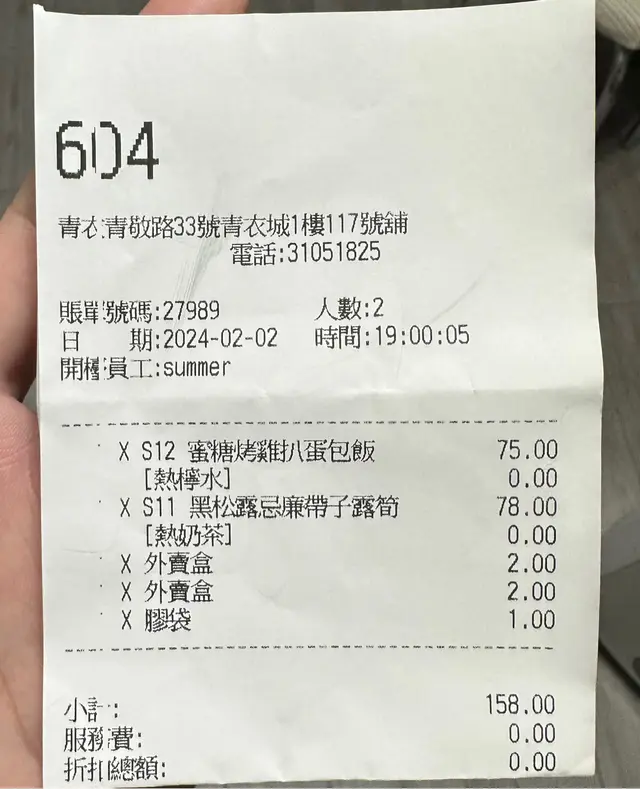 604
青衣青敬路33號青衣城1樓117號舖
電話:31051825
賬單號碼:27989 人數:2
日 期:2024-02-02 時間:19:00:05
開檯員工:summer
X S12 蜜糖烤雞扒蛋包飯 75.00
[熱檸水] 0.00
X S11 黑松露忌廉帶子露筍 78.00
[熱奶茶] 0.00
X 外賣盒 2.00
X 外賣盒 2.00
X 膠袋 1.00
小計: 158.00
服務費: 0.00
折扣總額: 0.00